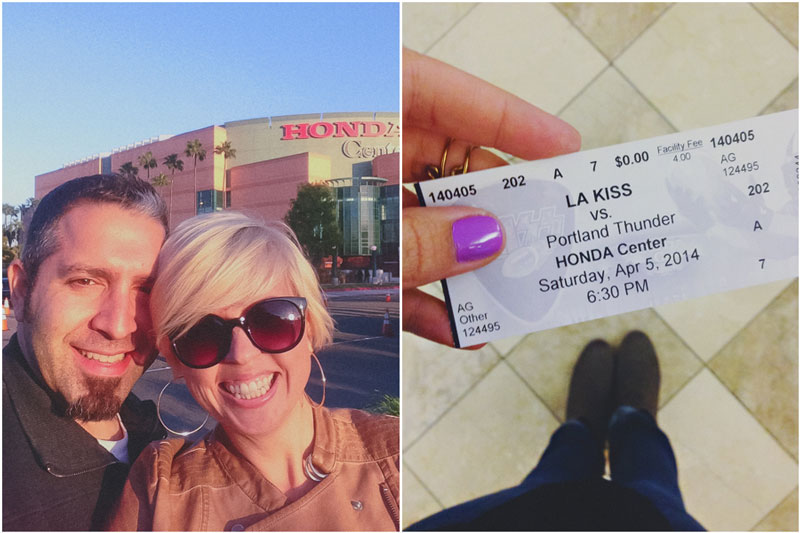 HONDA
Center
140405 202 A 7 $0.00 Facility Fee 4.00 140405
AG
124495
202
A
7
LA KISS
vs.
Portland Thunder
HONDA Center
Saturday, Apr 5, 2014
6:30 PM
AG
Other
124495